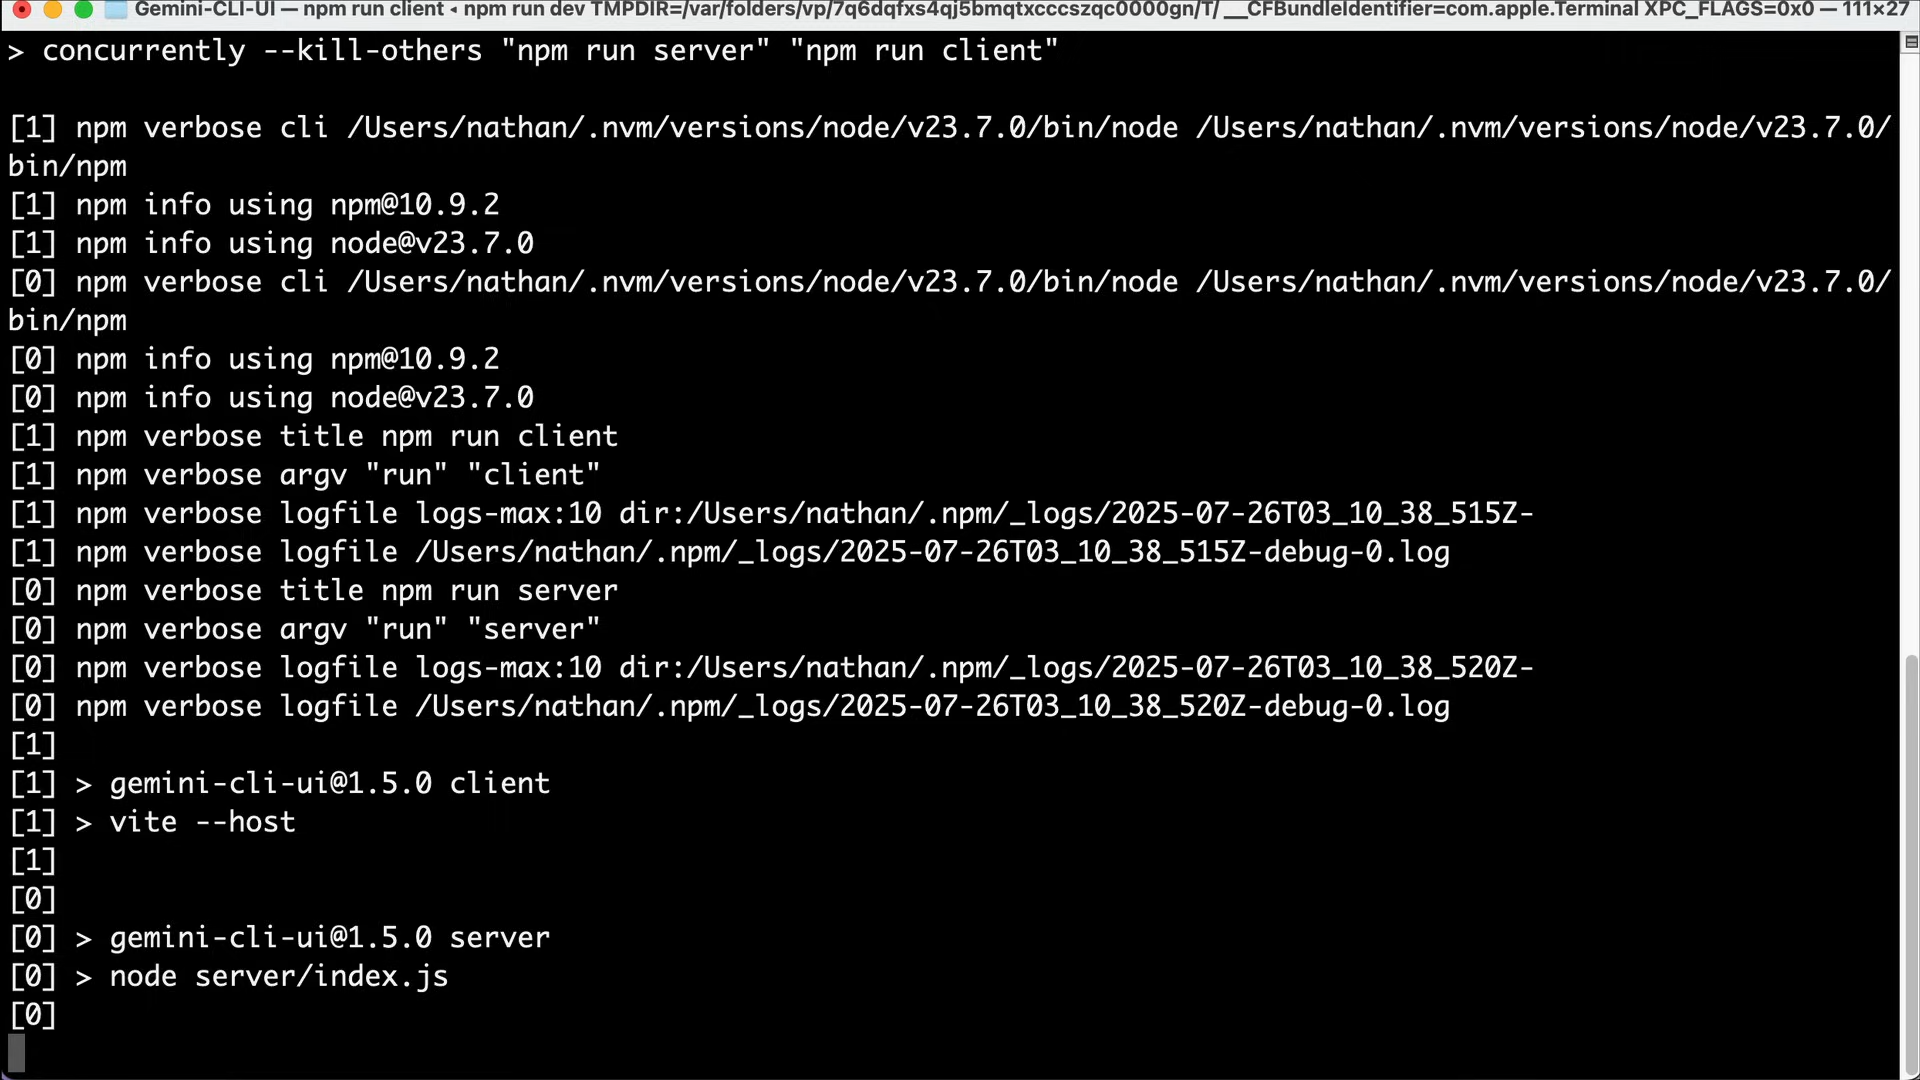 Gemini-CLI-UI — npm run client ◂ npm run dev TMPDIR=/var/folders/vp/7q6dqfxs4qj5bmqtxcccszqc0000gn/T/ __CFBundleIdentifier=com.apple.Terminal XPC_FLAGS=0x0 — 111×27
> concurrently --kill-others "npm run server" "npm run client"
[1] npm verbose cli /Users/nathan/.nvm/versions/node/v23.7.0/bin/node /Users/nathan/.nvm/versions/node/v23.7.0/
bin/npm
[1] npm info using npm@10.9.2
[1] npm info using node@v23.7.0
[0] npm verbose cli /Users/nathan/.nvm/versions/node/v23.7.0/bin/node /Users/nathan/.nvm/versions/node/v23.7.0/
bin/npm
[0] npm info using npm@10.9.2
[0] npm info using node@v23.7.0
[1] npm verbose title npm run client
[1] npm verbose argv "run" "client"
[1] npm verbose logfile logs-max:10 dir:/Users/nathan/.npm/_logs/2025-07-26T03_10_38_515Z-
[1] npm verbose logfile /Users/nathan/.npm/_logs/2025-07-26T03_10_38_515Z-debug-0.log
[0] npm verbose title npm run server
[0] npm verbose argv "run" "server"
[0] npm verbose logfile logs-max:10 dir:/Users/nathan/.npm/_logs/2025-07-26T03_10_38_520Z-
[0] npm verbose logfile /Users/nathan/.npm/_logs/2025-07-26T03_10_38_520Z-debug-0.log
[1]
[1] > gemini-cli-ui@1.5.0 client
[1] > vite --host
[1]
[0]
[0] > gemini-cli-ui@1.5.0 server
[0] > node server/index.js
[0]